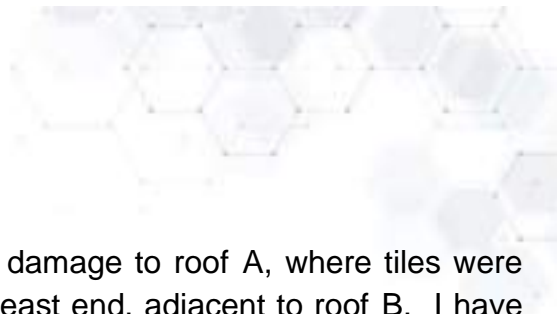 damage to roof A, where tiles were
east end, adjacent to roof B. I have